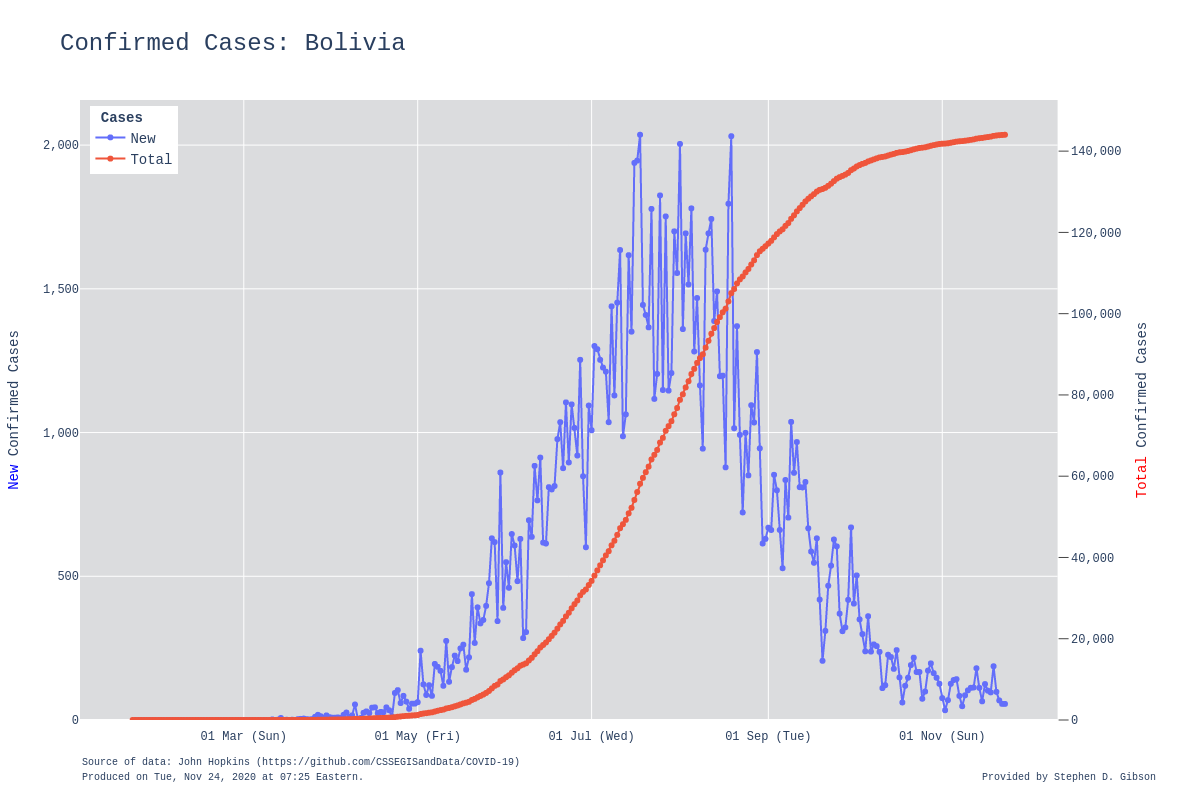 Confirmed Cases: Bolivia
Cases
New
Total
2,000
1,500
1,000
500
0
140,000
120,000
100,000
80,000
60,000
40,000
20,000
0
New Confirmed Cases
Total Confirmed Cases
01 Mar (Sun)
01 May (Fri)
01 Jul (Wed)
01 Sep (Tue)
01 Nov (Sun)
Source of data: John Hopkins (https://github.com/CSSEGISandData/COVID-19)
Produced on Tue, Nov 24, 2020 at 07:25 Eastern.
Provided by Stephen D. Gibson